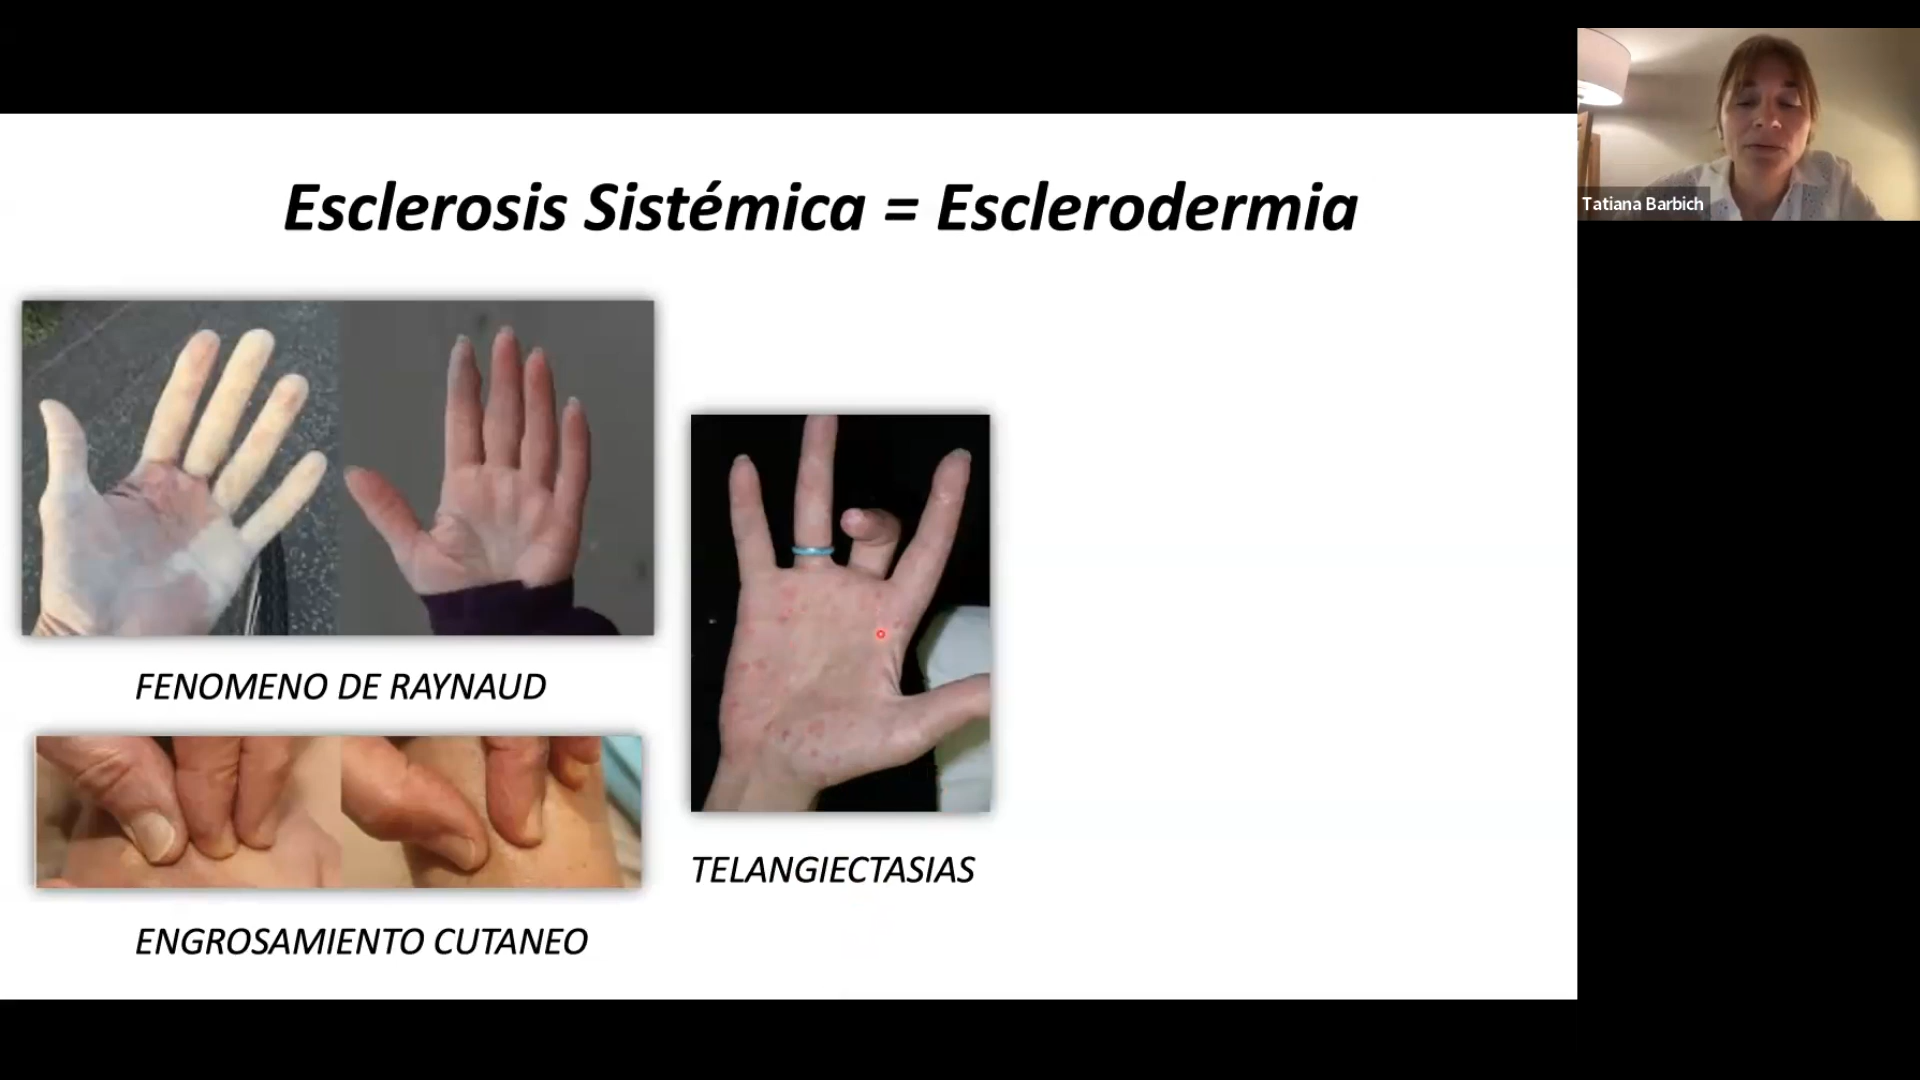 Esclerosis Sistémica = Esclerodermia
Tatiana Barbich
FENOMENO DE RAYNAUD
TELANGIECTASIAS
ENGROSAMIENTO CUTANEO